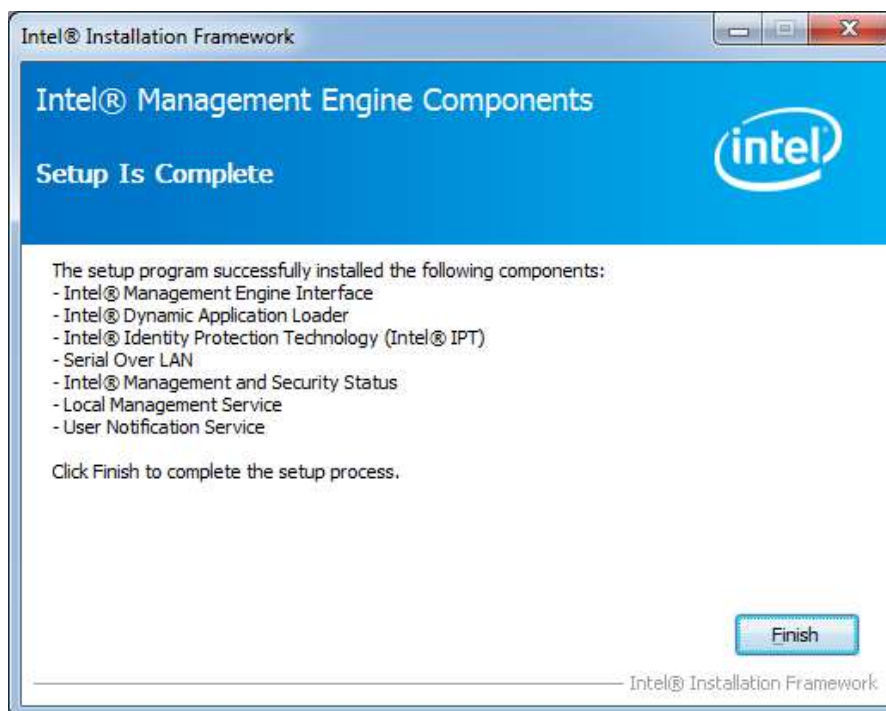 Intel® Installation Framework
Intel® Management Engine Components
intel
Setup Is Complete
The setup program successfully installed the following components:
- Intel® Management Engine Interface
- Intel® Dynamic Application Loader
- Intel® Identity Protection Technology (Intel® IPT)
- Serial Over LAN
- Intel® Management and Security Status
- Local Management Service
- User Notification Service
Click Finish to complete the setup process.
Finish
Intel® Installation Framework